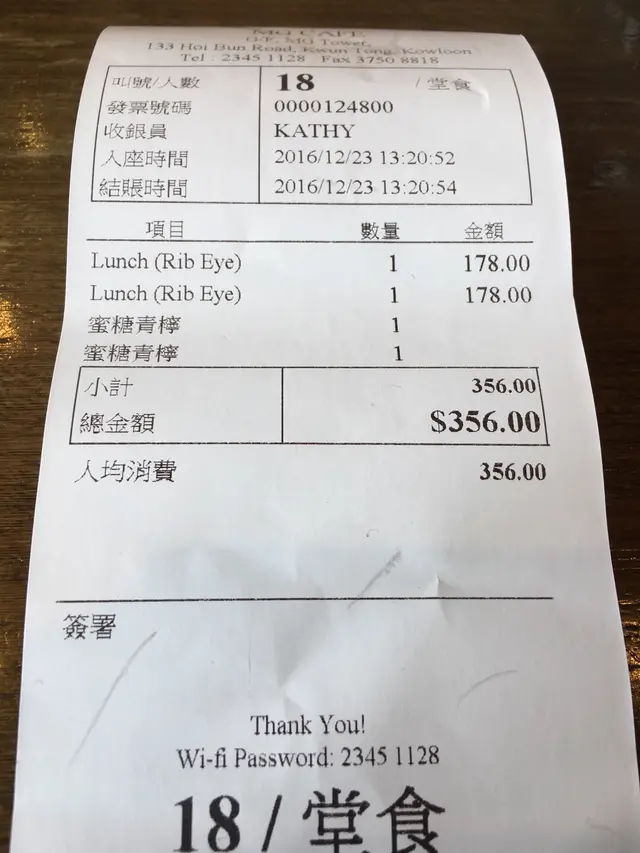 MG CAFE
G/F, MG Tower,
133 Hoi Bun Road, Kwun Tong, Kowloon
Tel : 2345 1128 Fax 3750 8818
叫號/人數 18 / 堂食
發票號碼 0000124800
收銀員 KATHY
入座時間 2016/12/23 13:20:52
結賬時間 2016/12/23 13:20:54
項目 數量 金額
Lunch (Rib Eye) 1 178.00
Lunch (Rib Eye) 1 178.00
蜜糖青檸 1
蜜糖青檸 1
小計 356.00
總金額 $356.00
人均消費 356.00
簽署
Thank You!
Wi-fi Password: 2345 1128
18 / 堂食